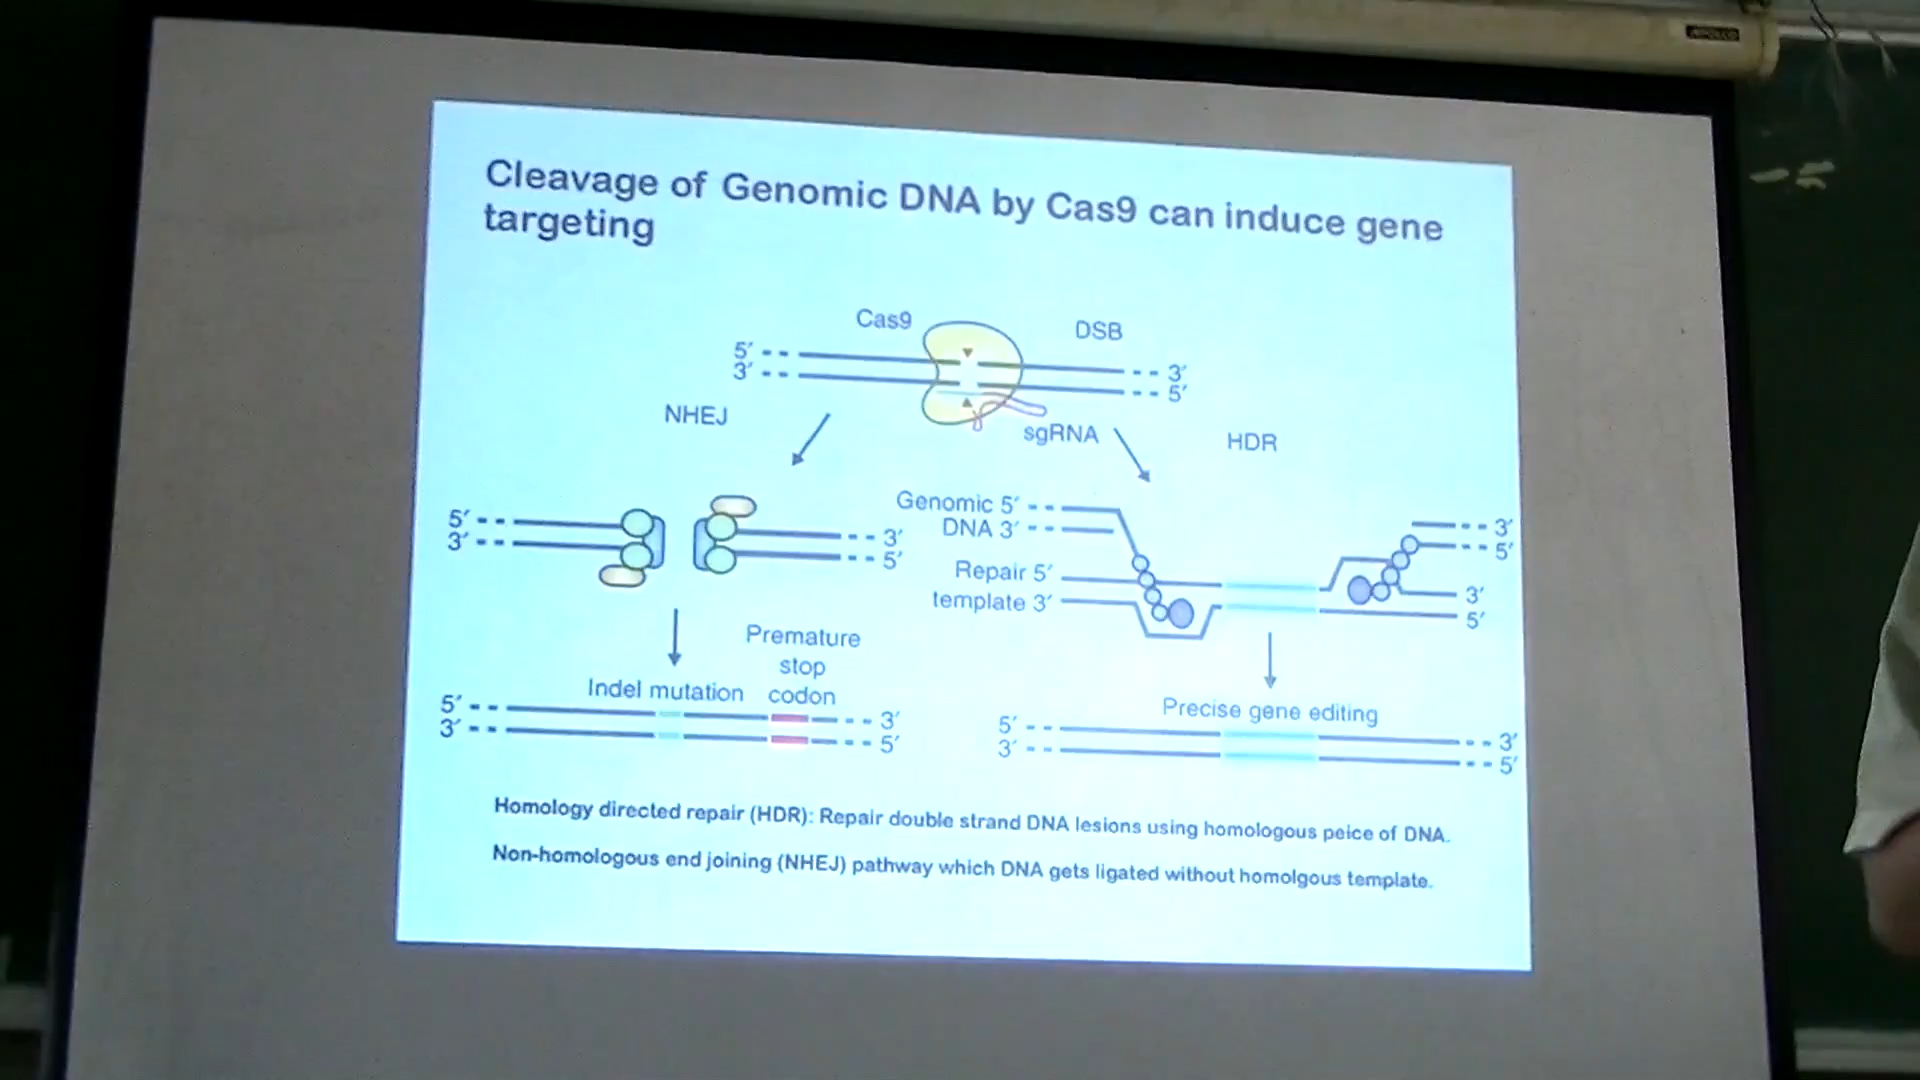 Cleavage of Genomic DNA by Cas9 can induce gene
targeting
Cas9
DSB
5′
3′
3′
5′
NHEJ
sgRNA
HDR
5′
3′
3′
5′
Genomic 5′
DNA 3′
3′
5′
Repair 5′
template 3′
3′
5′
Premature
stop
codon
Indel mutation
5′
3′
3′
5′
Precise gene editing
5′
3′
3′
5′
Homology directed repair (HDR): Repair double strand DNA lesions using homologous peice of DNA.
Non-homologous end joining (NHEJ) pathway which DNA gets ligated without homolgous template.